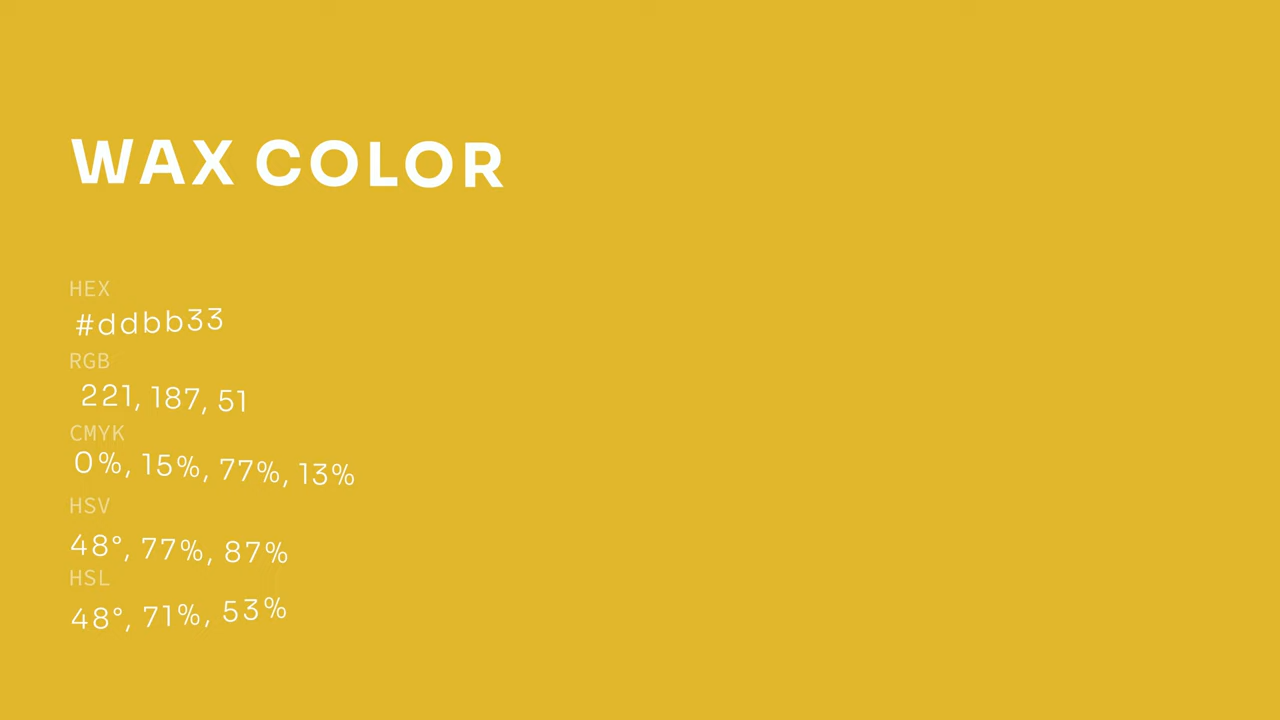 WAX COLOR
HEX
#ddbb33
RGB
221, 187, 51
CMYK
0%, 15%, 77%, 13%
HSV
48°, 77%, 87%
HSL
48°, 71%, 53%